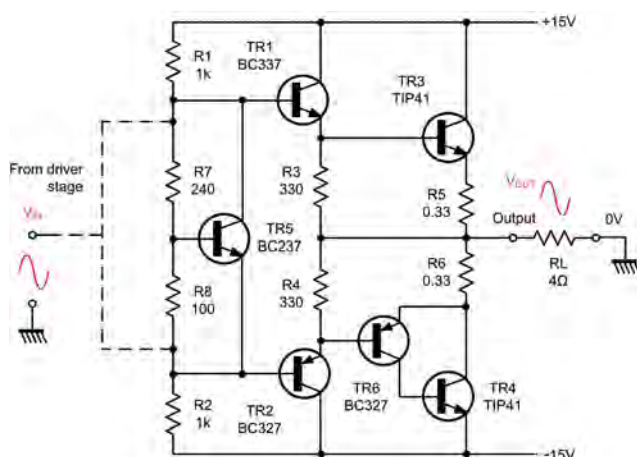 +15V
R1
1k
TR1
BC337
TR3
TIP41
From driver
stage
VIN
R7
240
R3
330
R5
0.33
VOUT
Output
0V
TR5
BC237
R4
330
R6
0.33
RL
4Ω
R8
100
TR2
BC327
TR6
BC327
TR4
TIP41
R2
1k
-15V